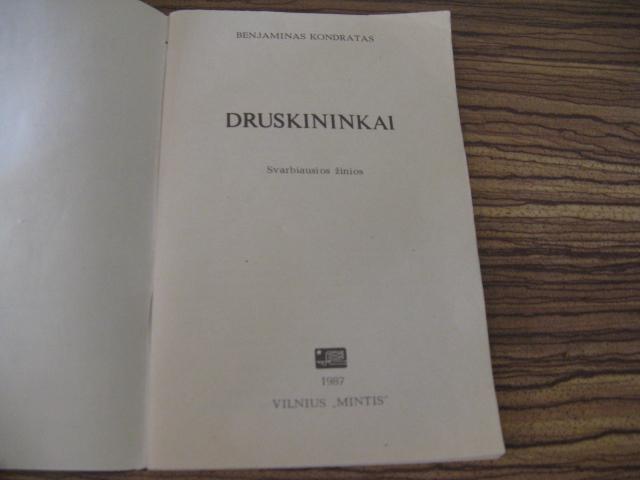 BENJAMINAS KONDRATAS
DRUSKININKAI
Svarbiausios žinios
1987
VILNIUS „MINTIS“